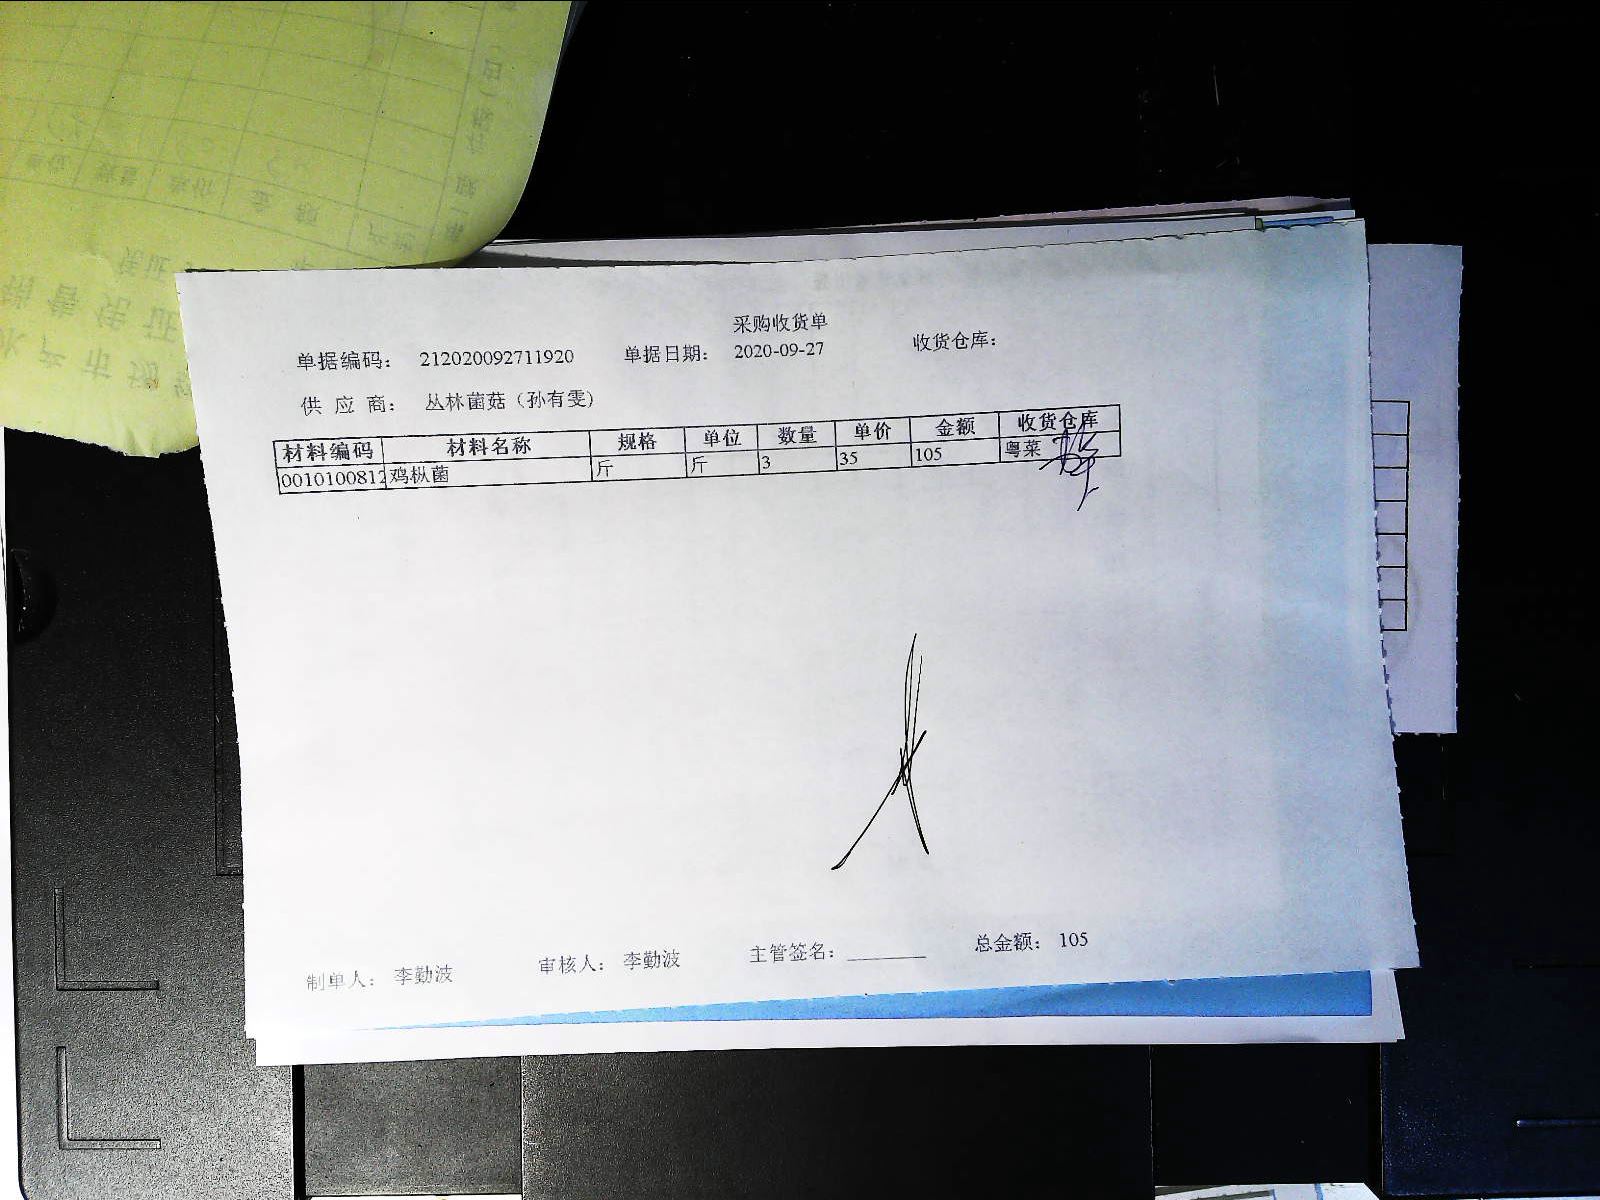 采购收货单
单据编码： 212020092711920 单据日期： 2020-09-27 收货仓库：
供 应 商： 丛林菌菇（孙有雯）
材料编码 材料名称 规格 单位 数量 单价 金额 收货仓库
0010100812 鸡枞菌 斤 斤 3 35 105 粤菜
制单人： 李勤波 审核人： 李勤波 主管签名：________ 总金额： 105